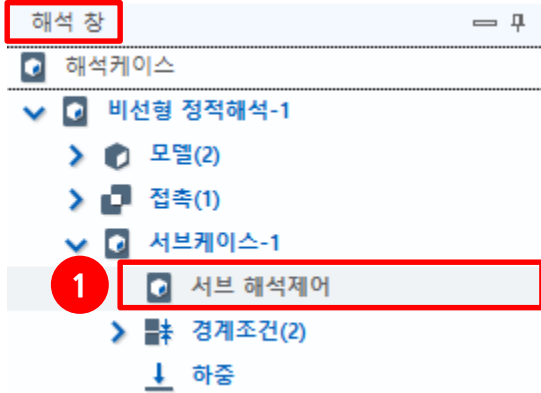 해석 창
해석케이스
비선형 정적해석-1
모델(2)
접촉(1)
서브케이스-1
1 서브 해석제어
경계조건(2)
하중